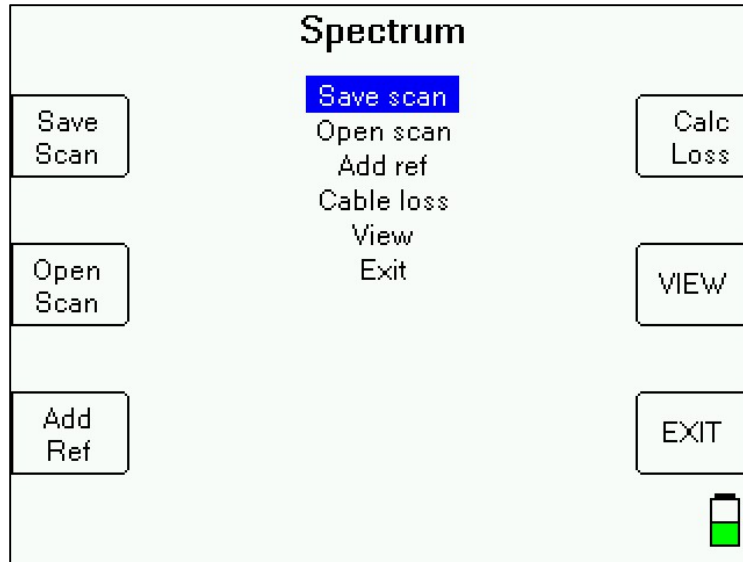 Spectrum
Save scan
Open scan
Add ref
Cable loss
View
Exit
Save
Scan
Open
Scan
Add
Ref
Calc
Loss
VIEW
EXIT